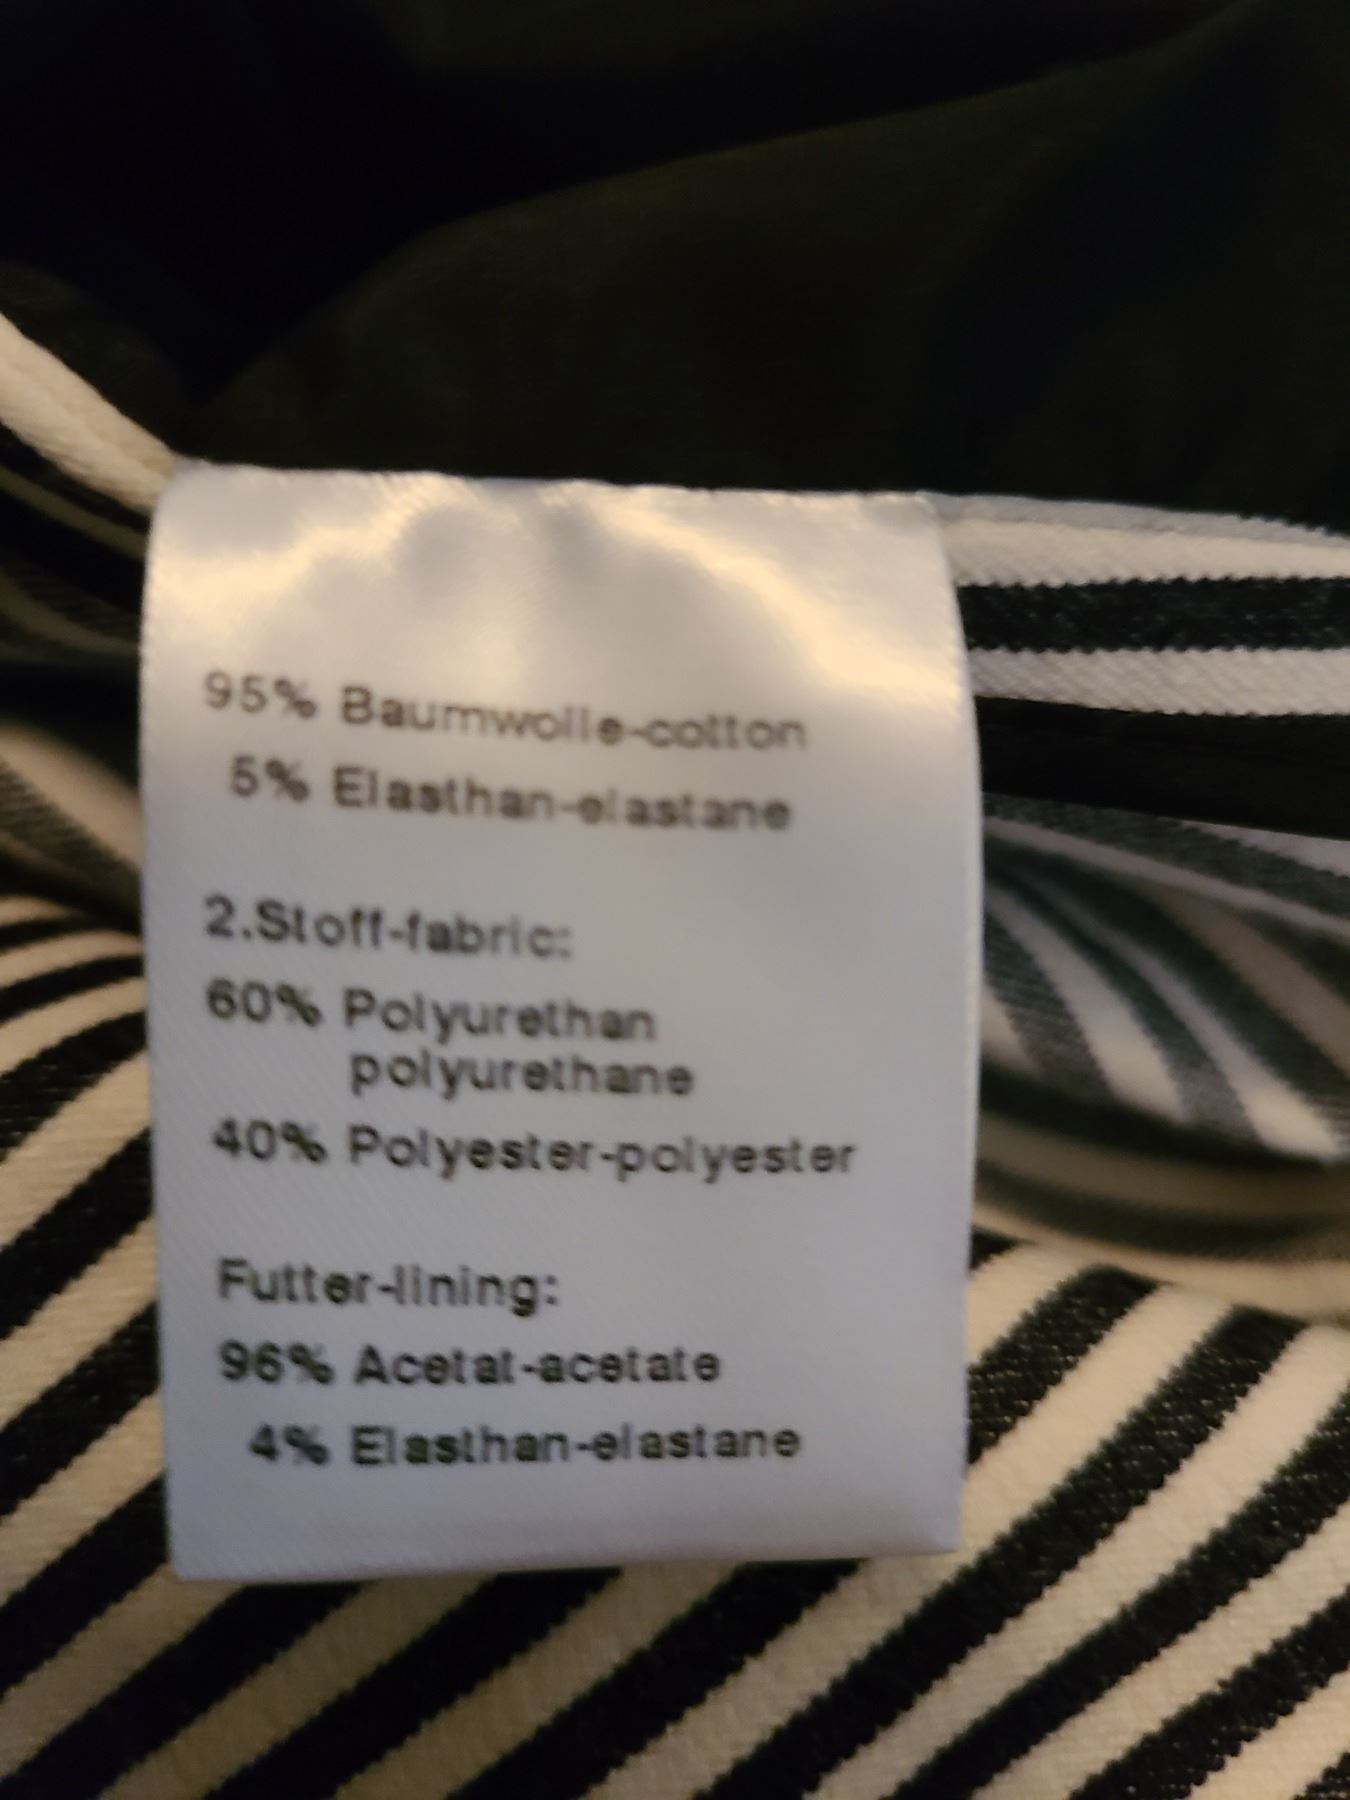 95% Baumwolle-cotton
5% Elasthan-elastane
2.Stoff-fabric:
60% Polyurethan
polyurethane
40% Polyester-polyester
Futter-lining:
96% Acetat-acetate
4% Elasthan-elastane